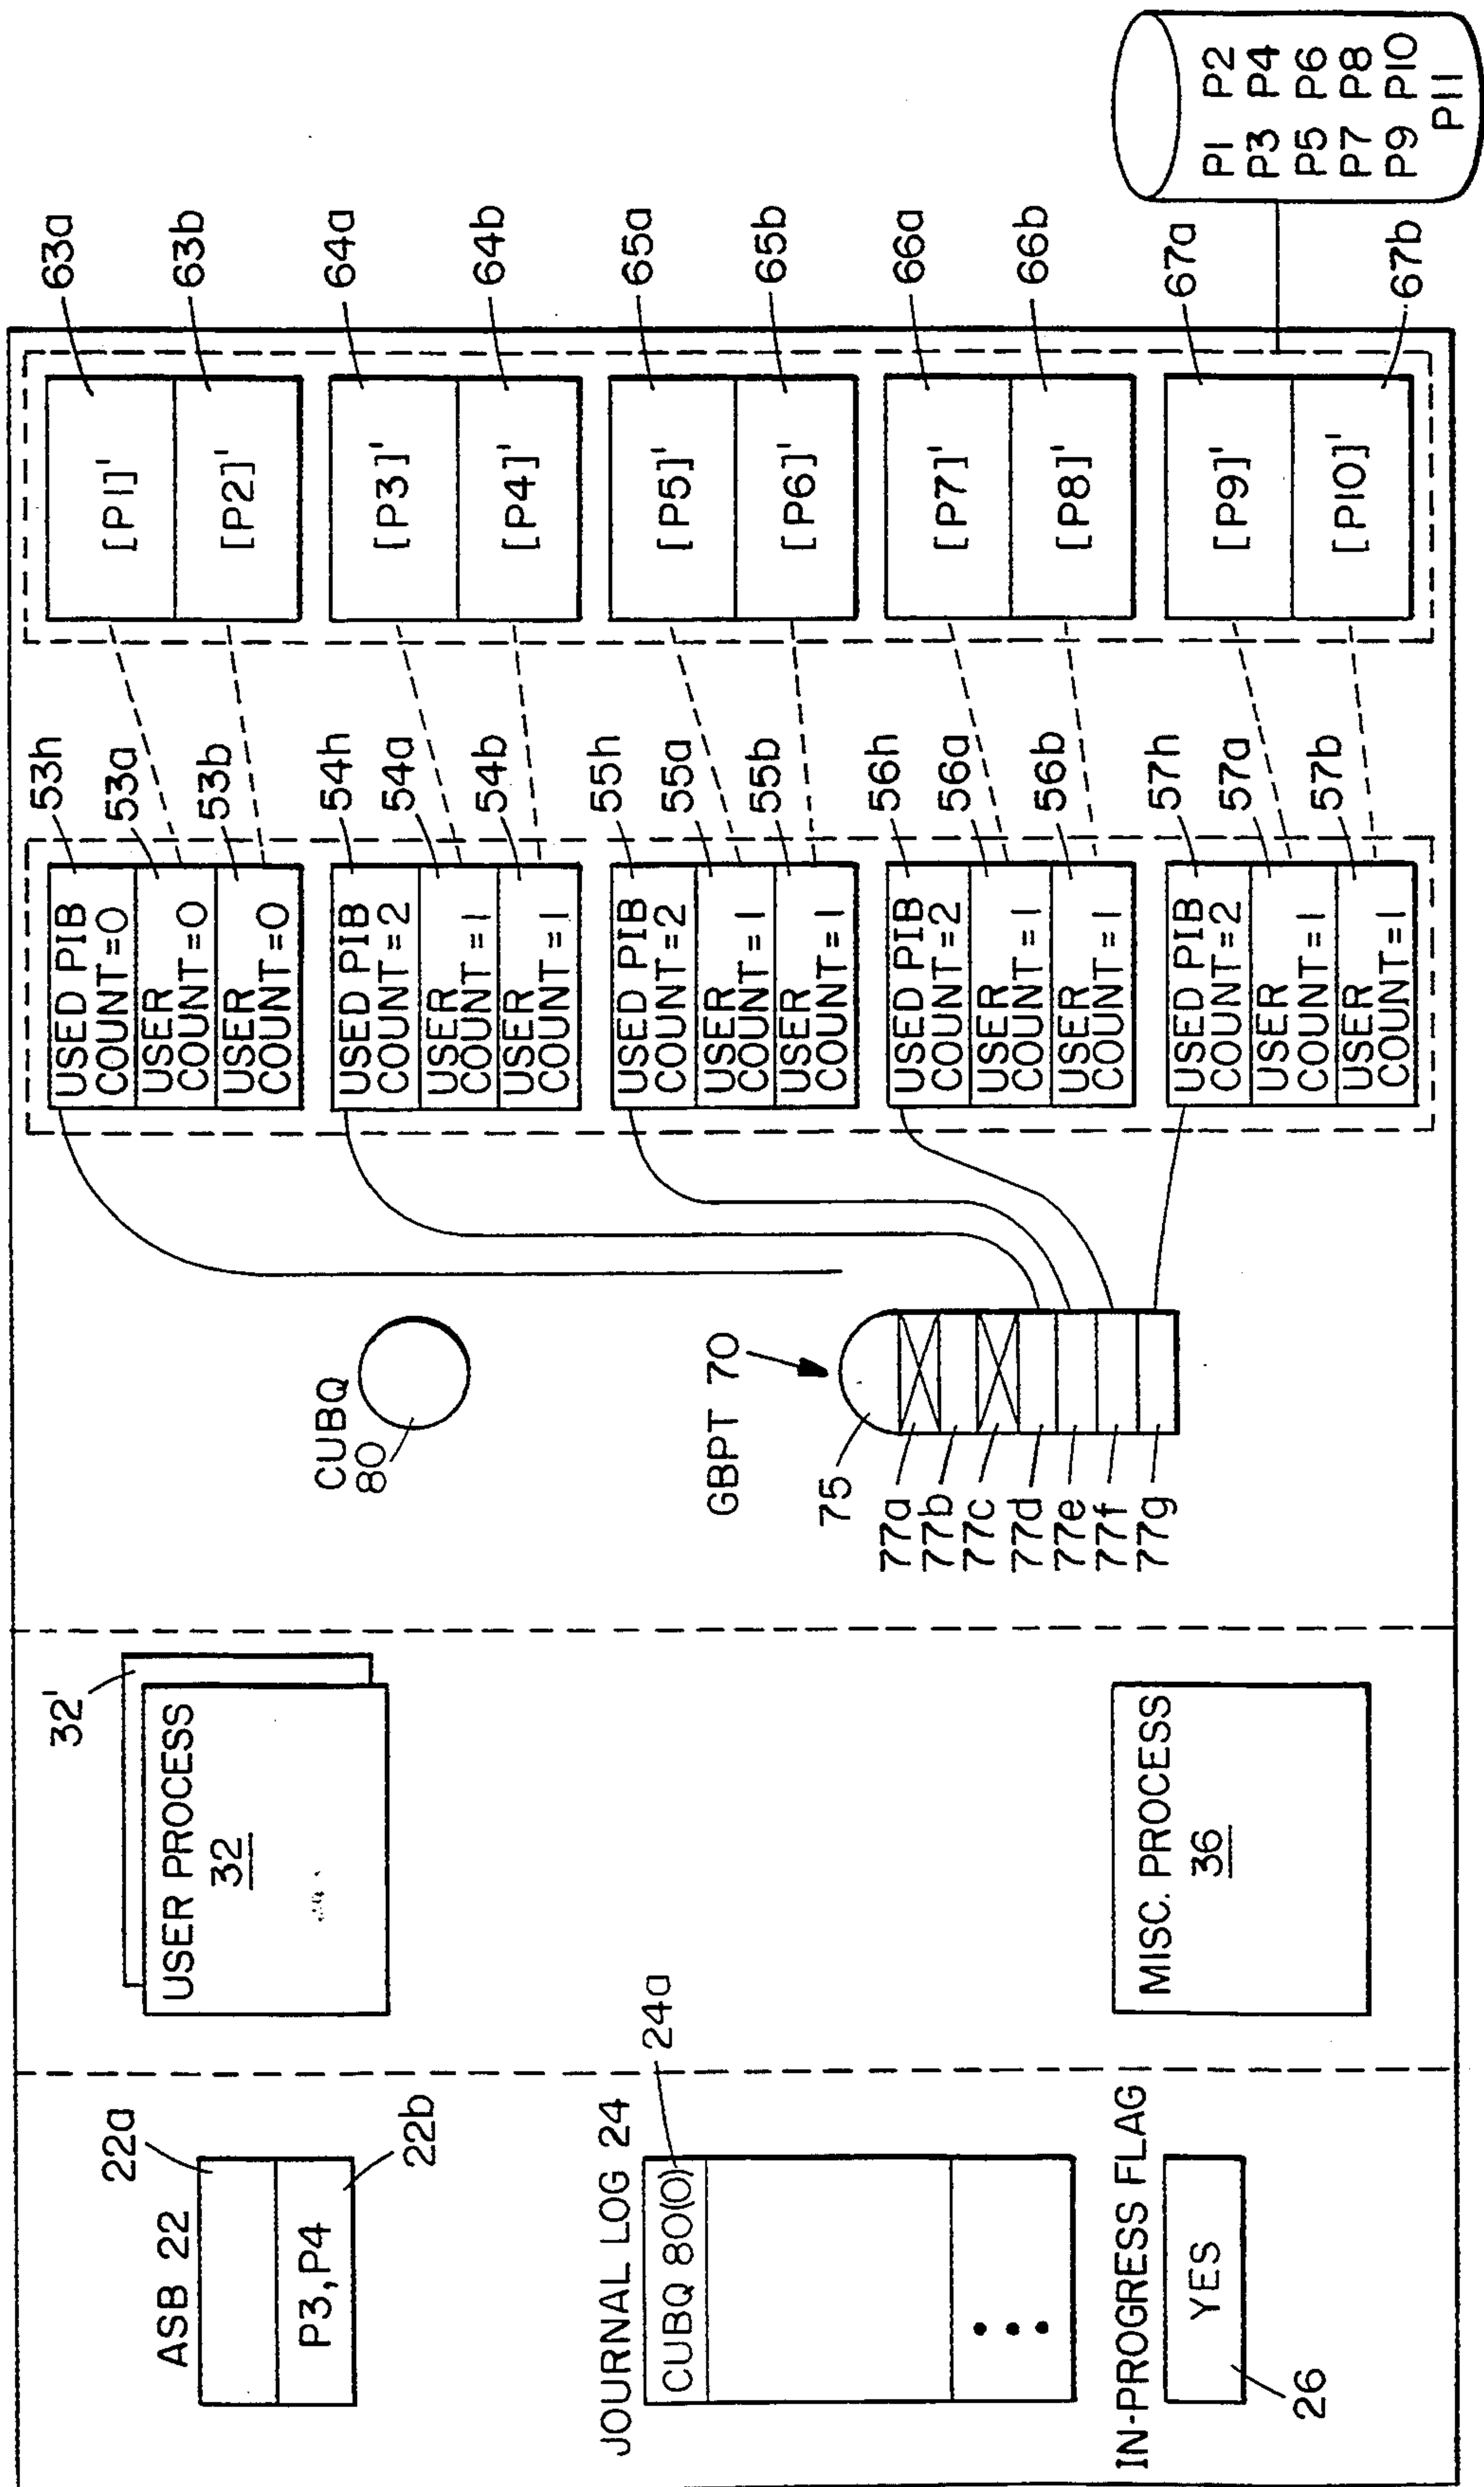 ASB 22
22a
P3,P4
22b
JOURNAL LOG 24
CUBQ 80(0)
24a
IN-PROGRESS FLAG
YES
26
32'
USER PROCESS
32
MISC. PROCESS
36
CUBQ
80
GBPT 70
75
77a
77b
77c
77d
77e
77f
77g
USED PIB
COUNT=0
USER
COUNT=0
USER
COUNT=0
53h
53a
53b
USED PIB
COUNT=2
USER
COUNT=1
USER
COUNT=1
54h
54a
54b
USED PIB
COUNT=2
USER
COUNT=1
USER
COUNT=1
55h
55a
55b
USED PIB
COUNT=2
USER
COUNT=1
USER
COUNT=1
56h
56a
56b
USED PIB
COUNT=2
USER
COUNT=1
USER
COUNT=1
57h
57a
57b
[P1]'
63a
[P2]'
63b
[P3]'
64a
[P4]'
64b
[P5]'
65a
[P6]'
65b
[P7]'
66a
[P8]'
66b
[P9]'
67a
[P10]'
67b
P1 P2
P3 P4
P5 P6
P7 P8
P9 P10
P11